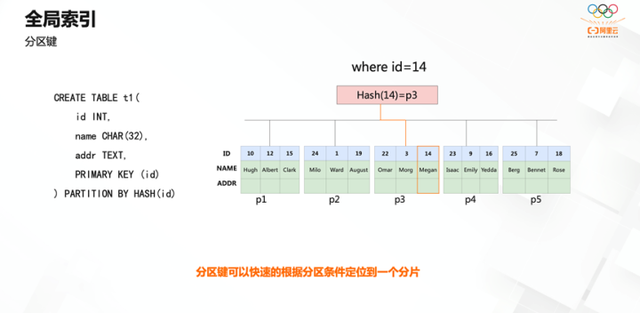 全局索引
分区键
阿里云
where id=14
Hash(14)=p3
CREATE TABLE t1(
id INT,
name CHAR(32),
addr TEXT,
PRIMARY KEY (id)
) PARTITION BY HASH(id)
ID 10 12 15 24 1 19 22 3 14 23 9 16 25 7 18
NAME Hugh Albert Clark Milo Ward August Omar Morg Megan Isaac Emily Yedda Berg Bennet Rose
ADDR
p1 p2 p3 p4 p5
分区键可以快速的根据分区条件定位到一个分片